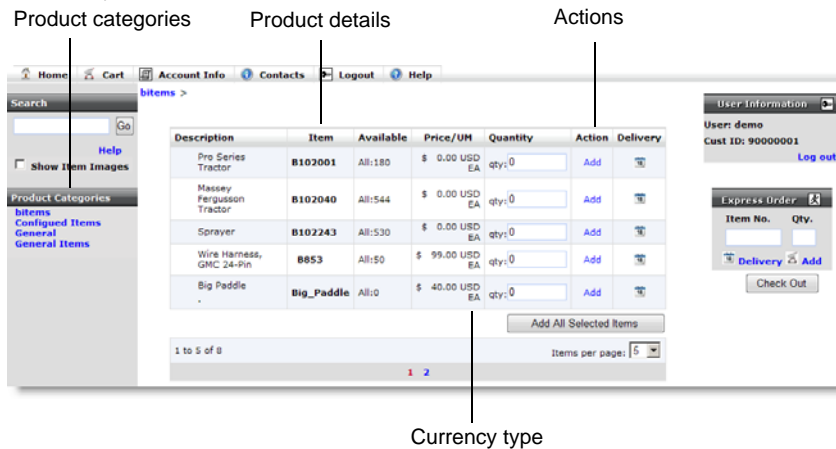 Product categories
Product details
Actions
Home Cart Account Info Contacts Logout Help
Search
Go
Help
Show Item Images
Product Categories
bitems
Configued Items
General
General Items
bitems >
Description Item Available Price/UM Quantity Action Delivery
Pro Series
Tractor
B102001 All:180 $ 0.00 USD
EA
qty: 0 Add
Massey
Fergusson
Tractor
B102040 All:544 $ 0.00 USD
EA
qty: 0 Add
Sprayer B102243 All:530 $ 0.00 USD
EA
qty: 0 Add
Wire Harness,
GMC 24-Pin
B853 All:50 $ 99.00 USD
EA
qty: 0 Add
Big Paddle
.
Big_Paddle All:0 $ 40.00 USD
EA
qty: 0 Add
Add All Selected Items
1 to 5 of 8 Items per page: 5
1 2
User Information
User: demo
Cust ID: 90000001
Log out
Express Order
Item No. Qty.
Delivery Add
Check Out
Currency type